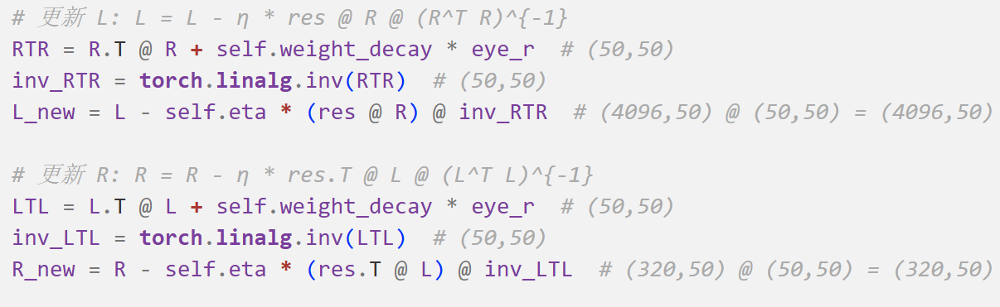 # 更新 L: L = L - η * res @ R @ (R^T R)^{-1}
RTR = R.T @ R + self.weight_decay * eye_r  # (50,50)
inv_RTR = torch.linalg.inv(RTR)  # (50,50)
L_new = L - self.eta * (res @ R) @ inv_RTR  # (4096,50) @ (50,50) = (4096,50)
# 更新 R: R = R - η * res.T @ L @ (L^T L)^{-1}
LTL = L.T @ L + self.weight_decay * eye_r  # (50,50)
inv_LTL = torch.linalg.inv(LTL)  # (50,50)
R_new = R - self.eta * (res.T @ L) @ inv_LTL  # (320,50) @ (50,50) = (320,50)